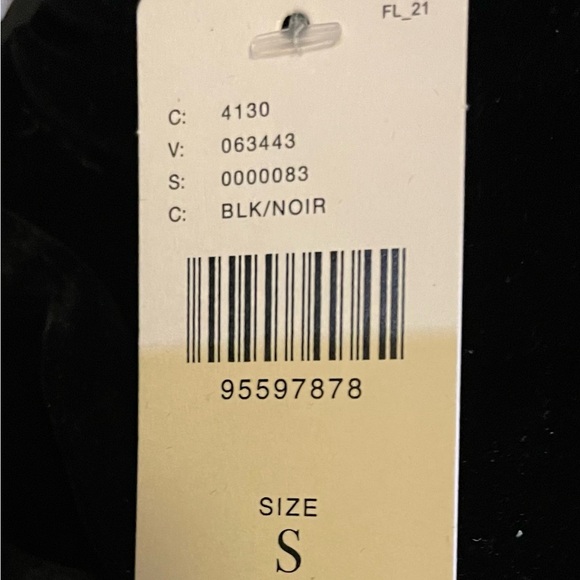 FL_21
C: 4130
V: 063443
S: 0000083
C: BLK/NOIR
95597878
SIZE
S